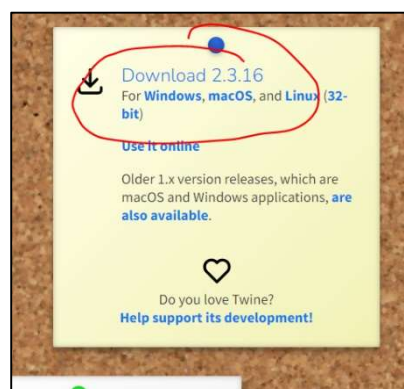 Download 2.3.16
For Windows, macOS, and Linux (32-
bit)
Use it online
Older 1.x version releases, which are
macOS and Windows applications, are
also available.
Do you love Twine?
Help support its development!